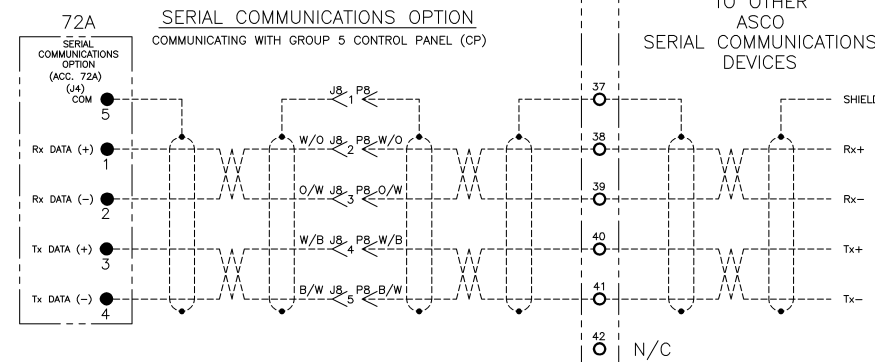 72A
SERIAL COMMUNICATIONS OPTION
COMMUNICATING WITH GROUP 5 CONTROL PANEL (CP)
TO OTHER
ASCO
SERIAL COMMUNICATIONS
DEVICES
SERIAL
COMMUNICATIONS
OPTION
(ACC. 72A)
(J4)
COM
5
J8 P8
1
37
SHIELD
Rx DATA (+)
1
W/O J8 P8 W/O
2
38
Rx+
Rx DATA (-)
2
O/W J8 P8 O/W
3
39
Rx-
Tx DATA (+)
3
W/B J8 P8 W/B
4
40
Tx+
Tx DATA (-)
4
B/W J8 P8 B/W
5
41
Tx-
42
N/C